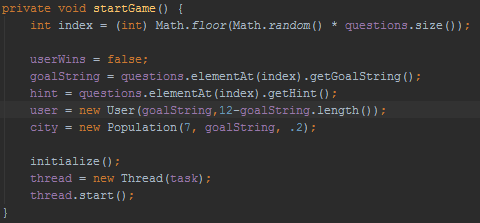 private void startGame() {
    int index = (int) Math.floor(Math.random() * questions.size());

    userWins = false;
    goalString = questions.elementAt(index).getGoalString();
    hint = questions.elementAt(index).getHint();
    user = new User(goalString,12-goalString.length());
    city = new Population(7, goalString, .2);

    initialize();
    thread = new Thread(task);
    thread.start();
}